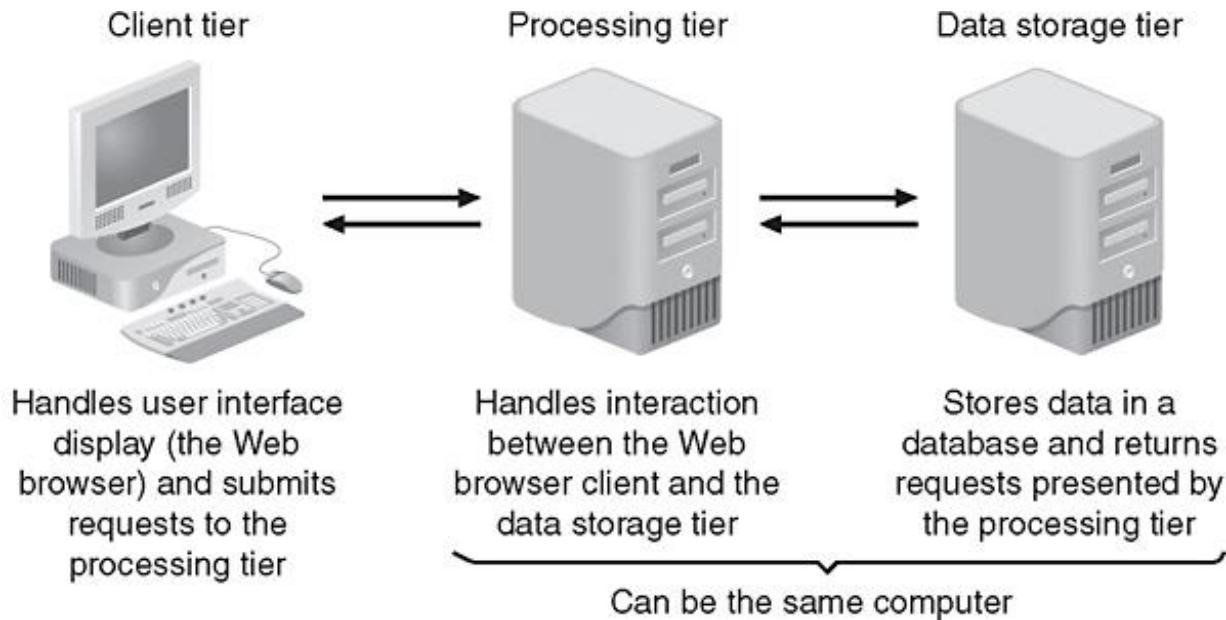 Client tier
Processing tier
Data storage tier
Handles user interface
display (the Web
browser) and submits
requests to the
processing tier
Handles interaction
between the Web
browser client and the
data storage tier
Stores data in a
database and returns
requests presented by
the processing tier
Can be the same computer